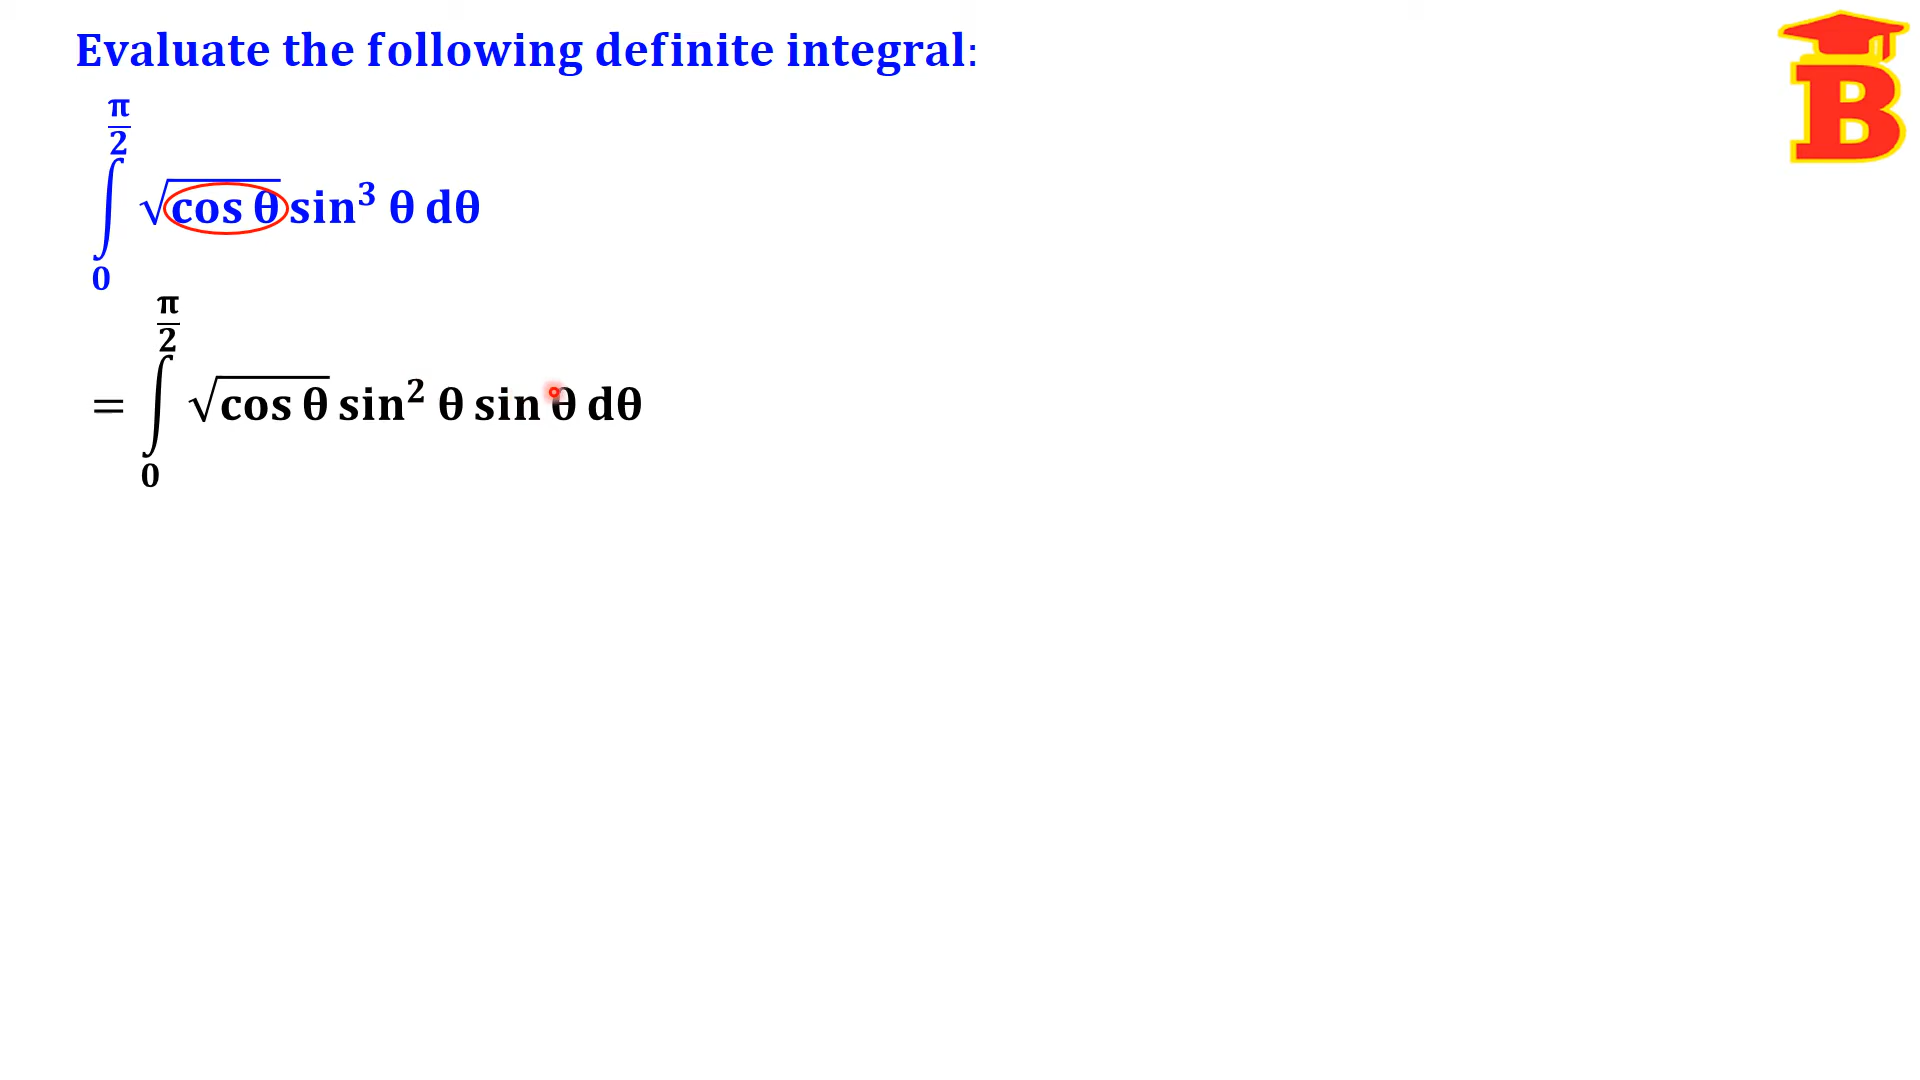 Evaluate the following definite integral:
∫₀^(π/2) √(cos θ) sin³ θ dθ
= ∫₀^(π/2) √(cos θ) sin² θ sin θ dθ
B